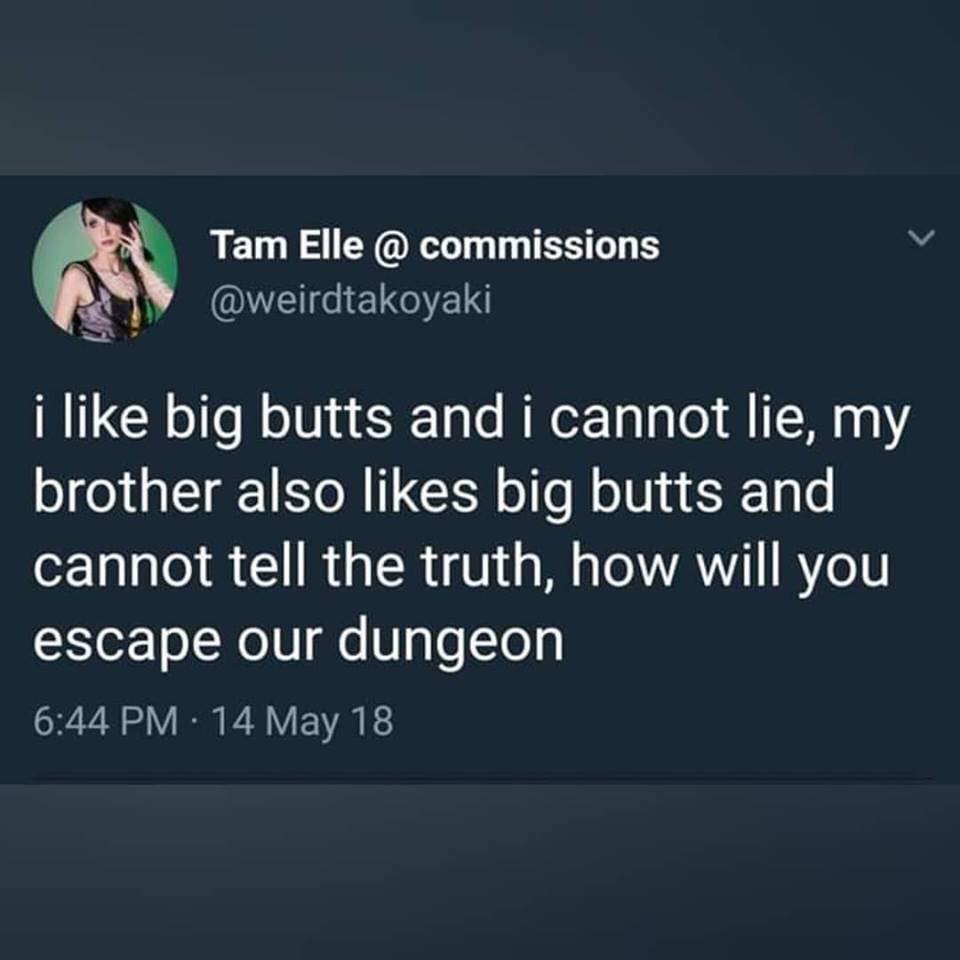 Tam Elle @ commissions
@weirdtakoyaki
i like big butts and i cannot lie, my
brother also likes big butts and
cannot tell the truth, how will you
escape our dungeon
6:44 PM · 14 May 18